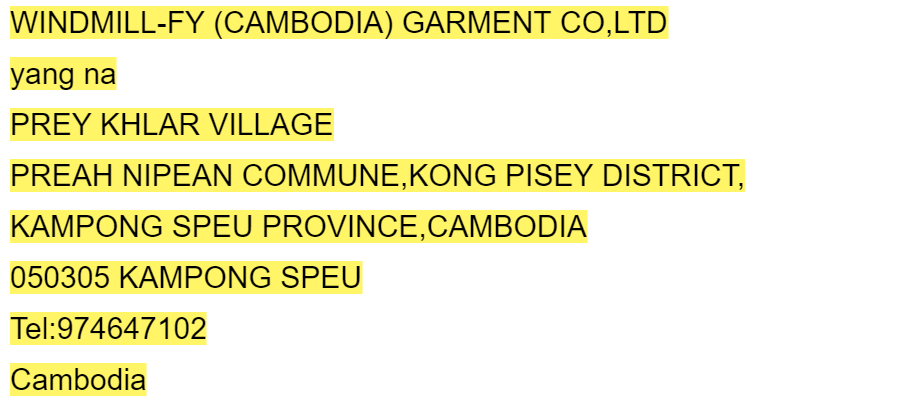 WINDMILL-FY (CAMBODIA) GARMENT CO,LTD
yang na
PREY KHLAR VILLAGE
PREAH NIPEAN COMMUNE,KONG PISEY DISTRICT,
KAMPONG SPEU PROVINCE,CAMBODIA
050305 KAMPONG SPEU
Tel:974647102
Cambodia